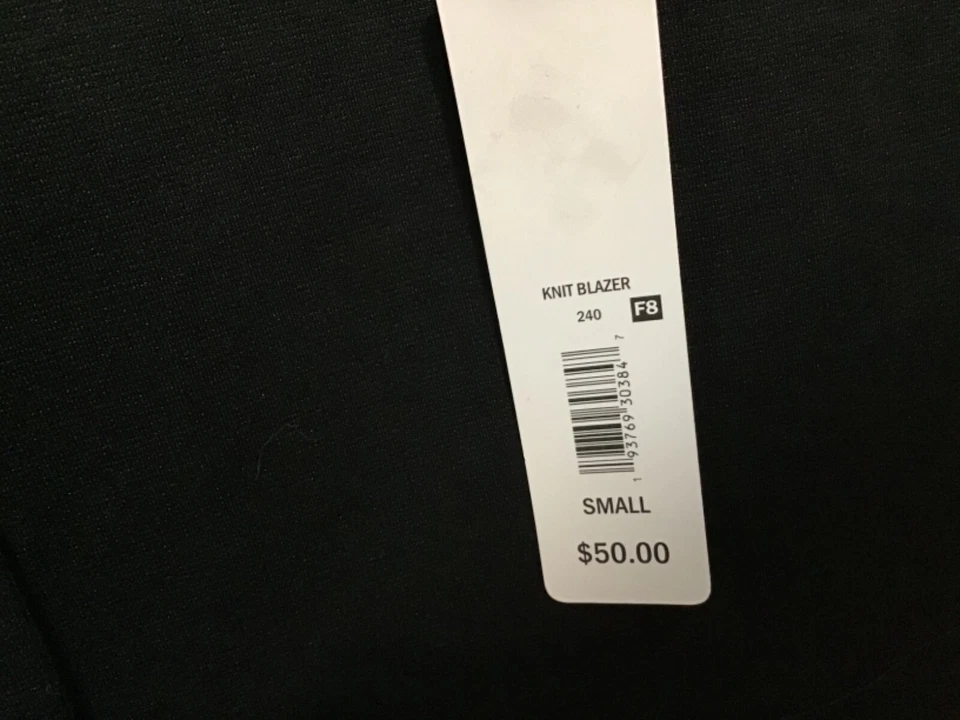 KNIT BLAZER
240 F8
1 93769 30384 7
SMALL
$50.00